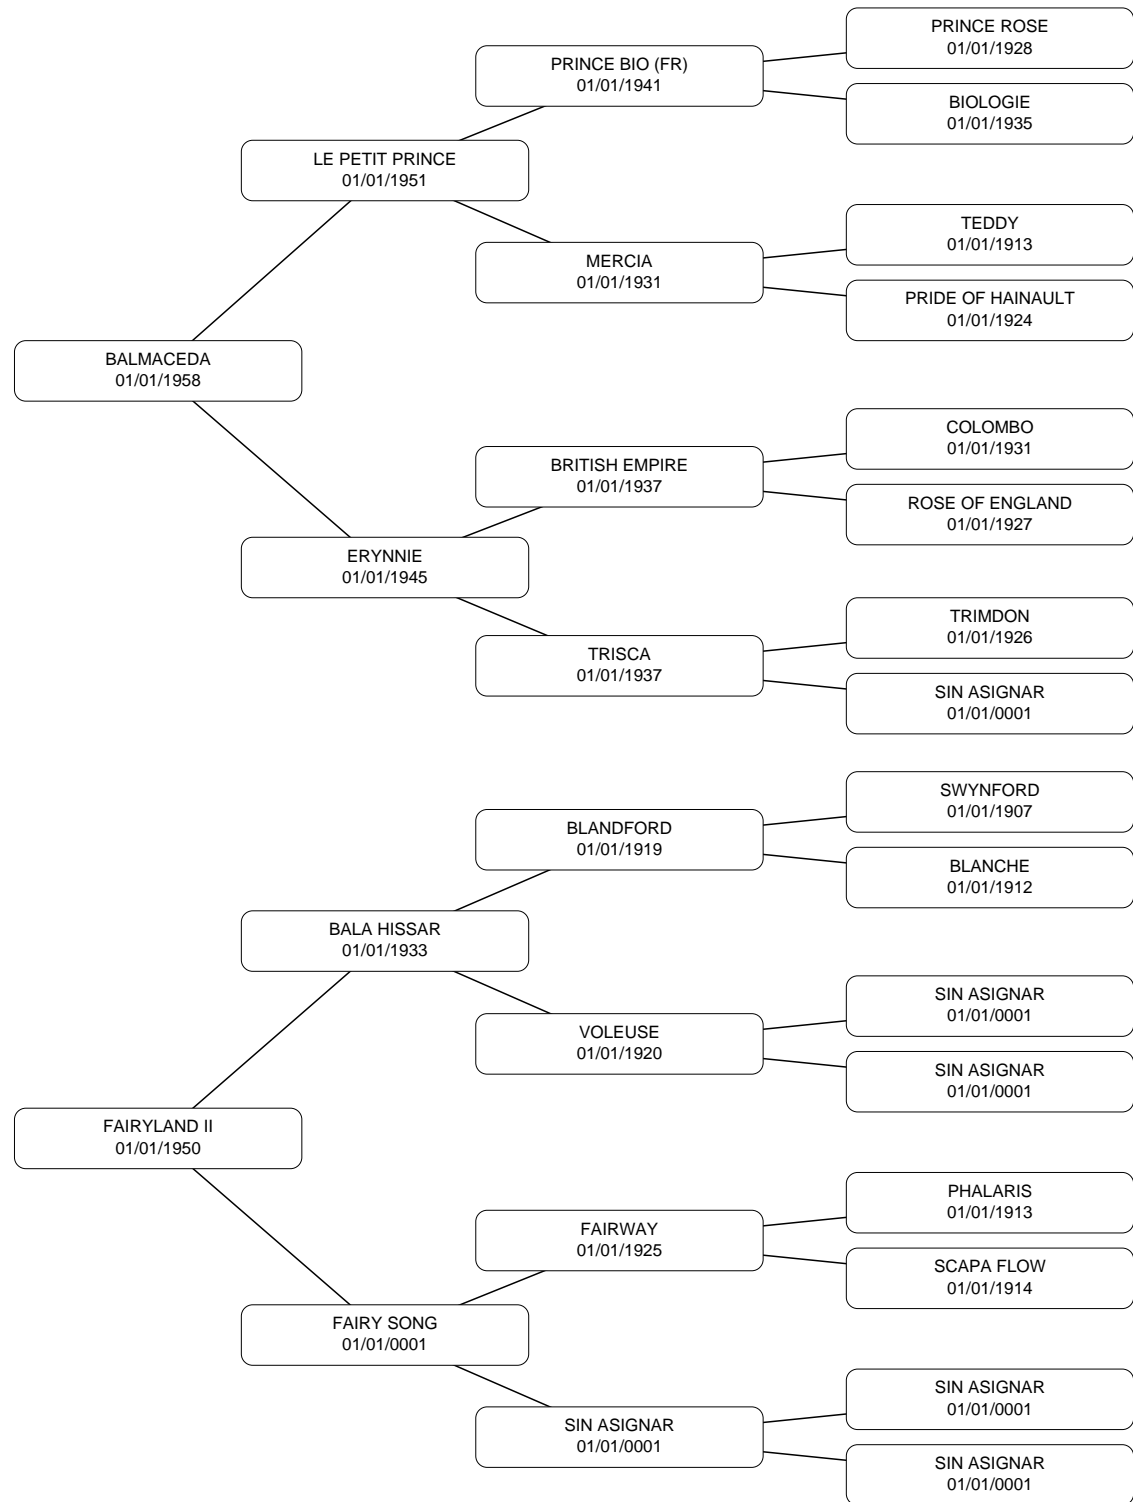 PRINCE ROSE
01/01/1928
PRINCE BIO (FR)
01/01/1941
BIOLOGIE
01/01/1935
LE PETIT PRINCE
01/01/1951
TEDDY
01/01/1913
MERCIA
01/01/1931
PRIDE OF HAINAULT
01/01/1924
BALMACEDA
01/01/1958
COLOMBO
01/01/1931
BRITISH EMPIRE
01/01/1937
ROSE OF ENGLAND
01/01/1927
ERYNNIE
01/01/1945
TRIMDON
01/01/1926
TRISCA
01/01/1937
SIN ASIGNAR
01/01/0001
SWYNFORD
01/01/1907
BLANDFORD
01/01/1919
BLANCHE
01/01/1912
BALA HISSAR
01/01/1933
SIN ASIGNAR
01/01/0001
VOLEUSE
01/01/1920
SIN ASIGNAR
01/01/0001
FAIRYLAND II
01/01/1950
PHALARIS
01/01/1913
FAIRWAY
01/01/1925
SCAPA FLOW
01/01/1914
FAIRY SONG
01/01/0001
SIN ASIGNAR
01/01/0001
SIN ASIGNAR
01/01/0001
SIN ASIGNAR
01/01/0001